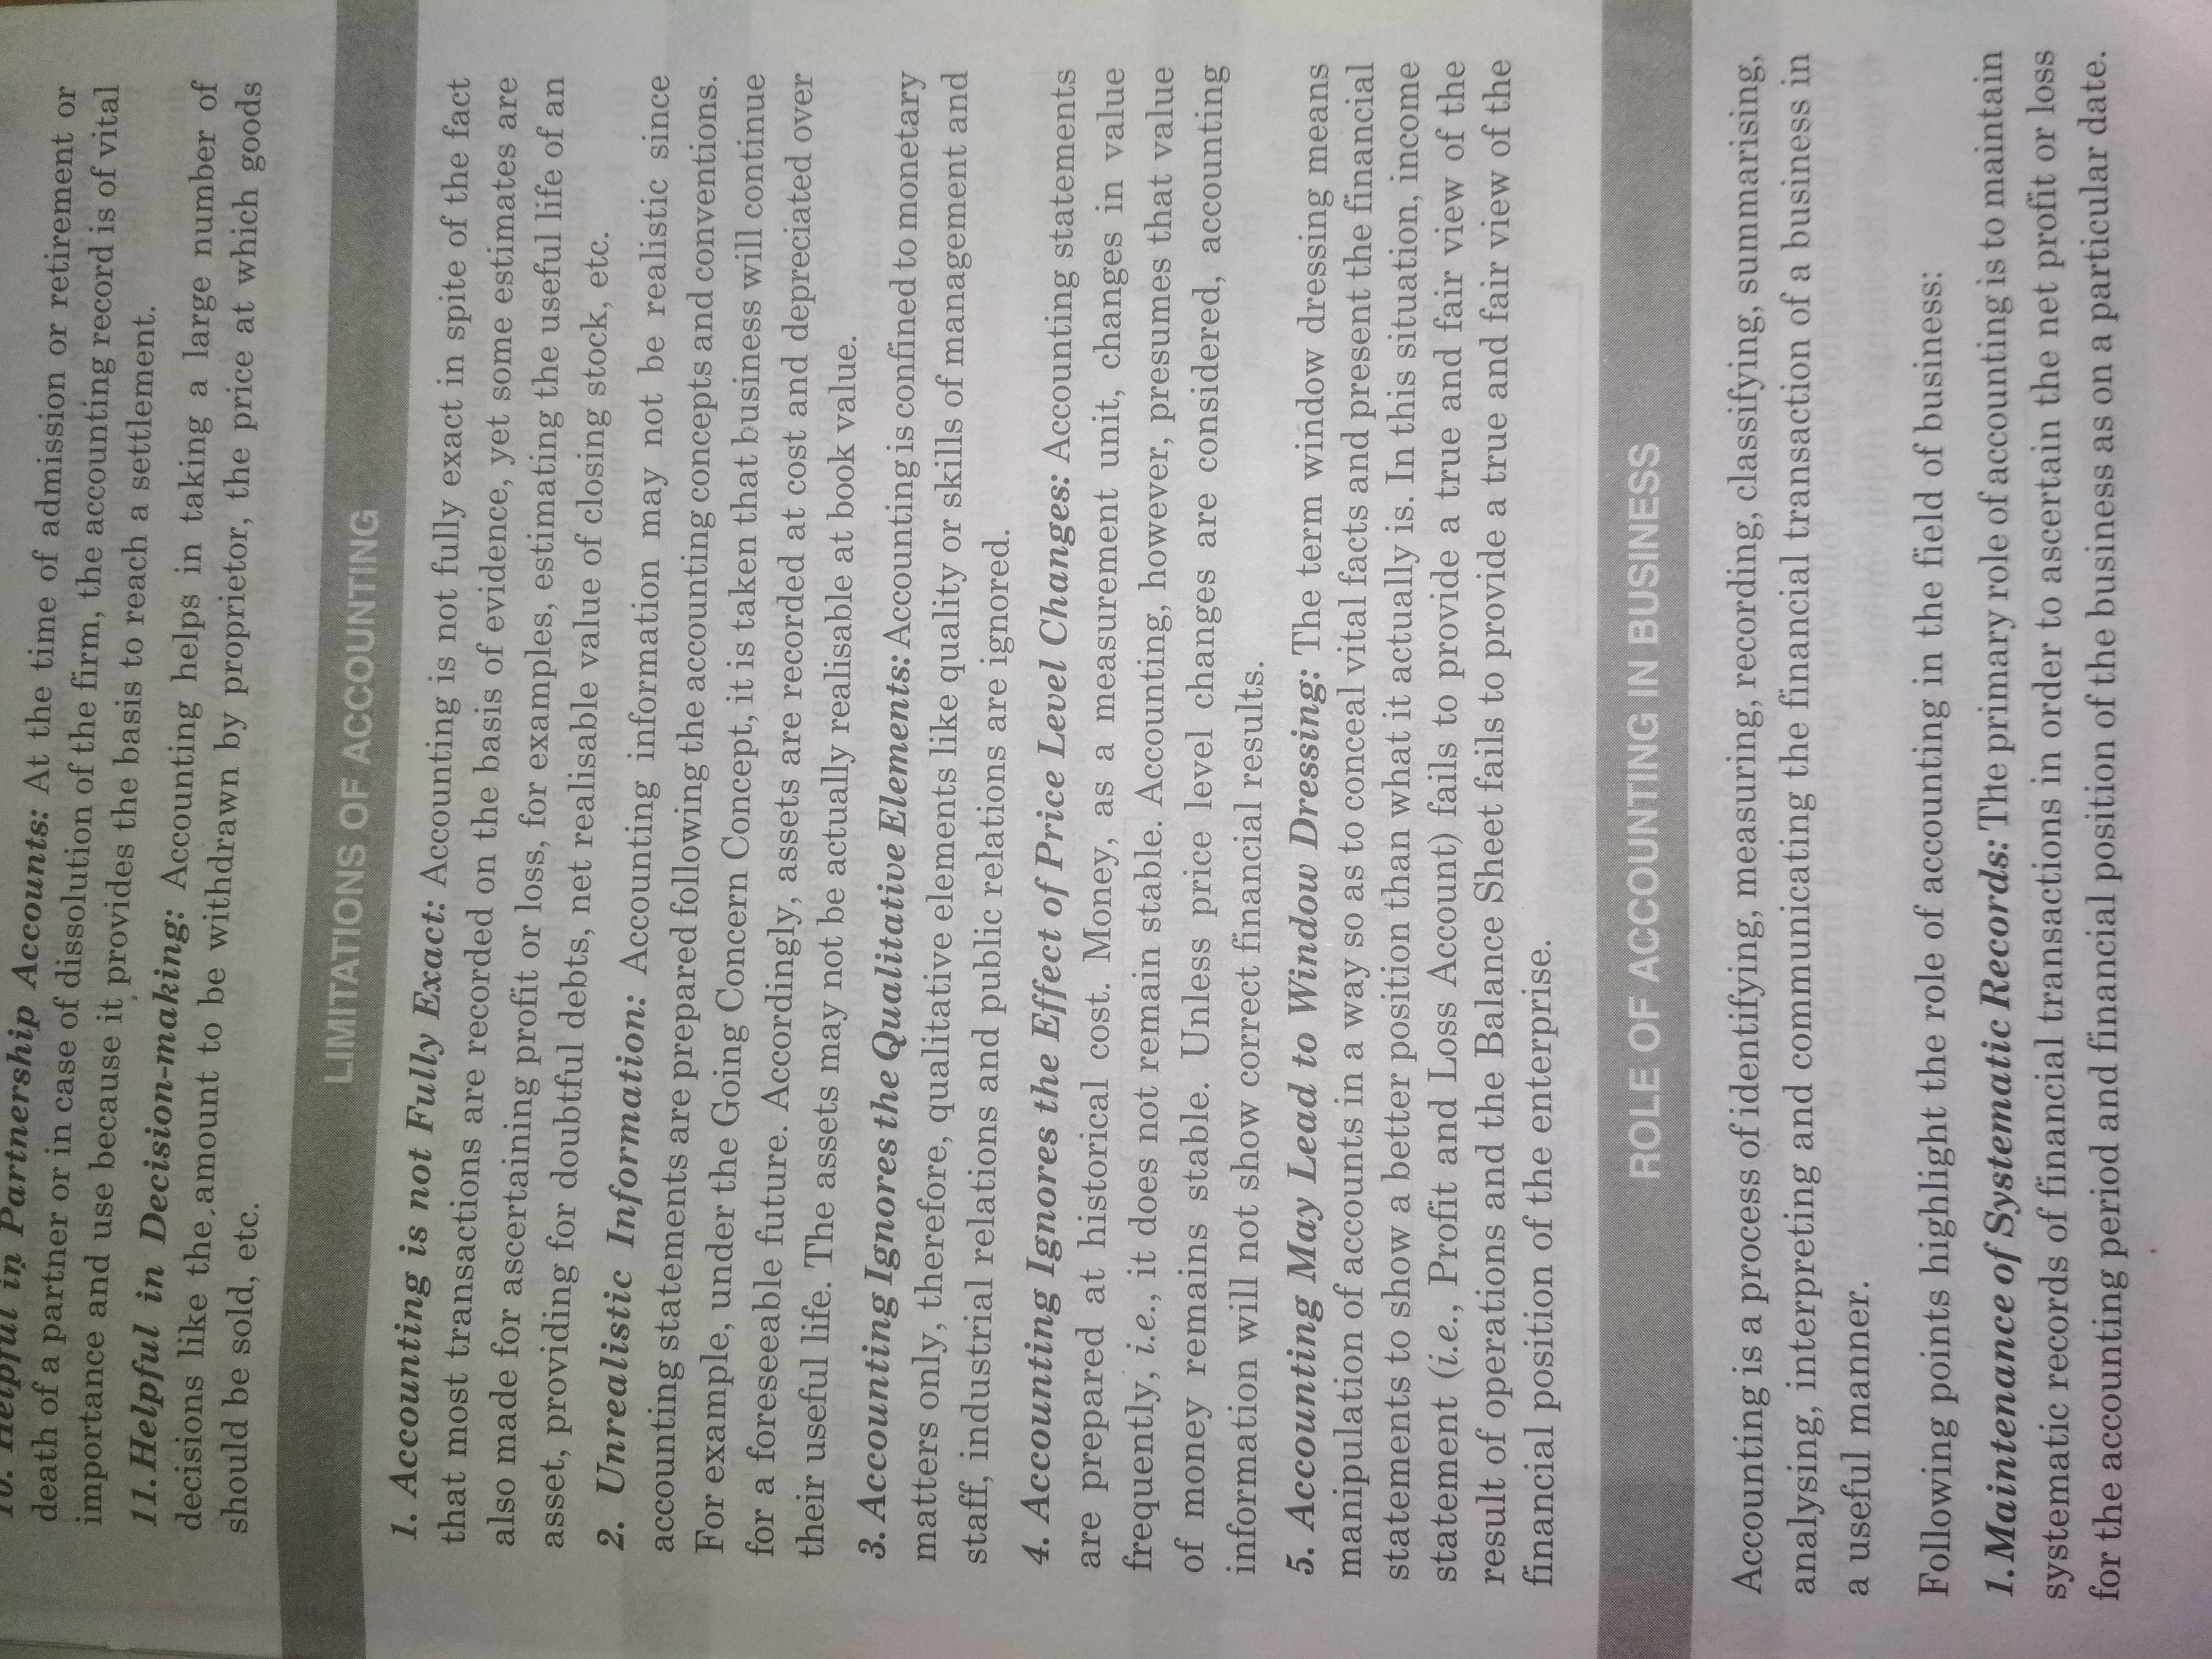 10. Helpful in Partnership Accounts: At the time of admission or retirement or
death of a partner or in case of dissolution of the firm, the accounting record is of vital
importance and use because it provides the basis to reach a settlement.
11. Helpful in Decision-making: Accounting helps in taking a large number of
decisions like the amount to be withdrawn by proprietor, the price at which goods
should be sold, etc.
LIMITATIONS OF ACCOUNTING
1. Accounting is not Fully Exact: Accounting is not fully exact in spite of the fact
that most transactions are recorded on the basis of evidence, yet some estimates are
also made for ascertaining profit or loss, for examples, estimating the useful life of an
asset, providing for doubtful debts, net realisable value of closing stock, etc.
2. Unrealistic Information: Accounting information may not be realistic since
accounting statements are prepared following the accounting concepts and conventions.
For example, under the Going Concern Concept, it is taken that business will continue
for a foreseeable future. Accordingly, assets are recorded at cost and depreciated over
their useful life. The assets may not be actually realisable at book value.
3. Accounting Ignores the Qualitative Elements: Accounting is confined to monetary
matters only, therefore, qualitative elements like quality or skills of management and
staff, industrial relations and public relations are ignored.
4. Accounting Ignores the Effect of Price Level Changes: Accounting statements
are prepared at historical cost. Money, as a measurement unit, changes in value
frequently, i.e., it does not remain stable. Accounting, however, presumes that value
of money remains stable. Unless price level changes are considered, accounting
information will not show correct financial results.
5. Accounting May Lead to Window Dressing: The term window dressing means
manipulation of accounts in a way so as to conceal vital facts and present the financial
statements to show a better position than what it actually is. In this situation, income
statement (i.e., Profit and Loss Account) fails to provide a true and fair view of the
result of operations and the Balance Sheet fails to provide a true and fair view of the
financial position of the enterprise.
ROLE OF ACCOUNTING IN BUSINESS
Accounting is a process of identifying, measuring, recording, classifying, summarising,
analysing, interpreting and communicating the financial transaction of a business in
a useful manner.
Following points highlight the role of accounting in the field of business:
1. Maintenance of Systematic Records: The primary role of accounting is to maintain
systematic records of financial transactions in order to ascertain the net profit or loss
for the accounting period and financial position of the business as on a particular date.